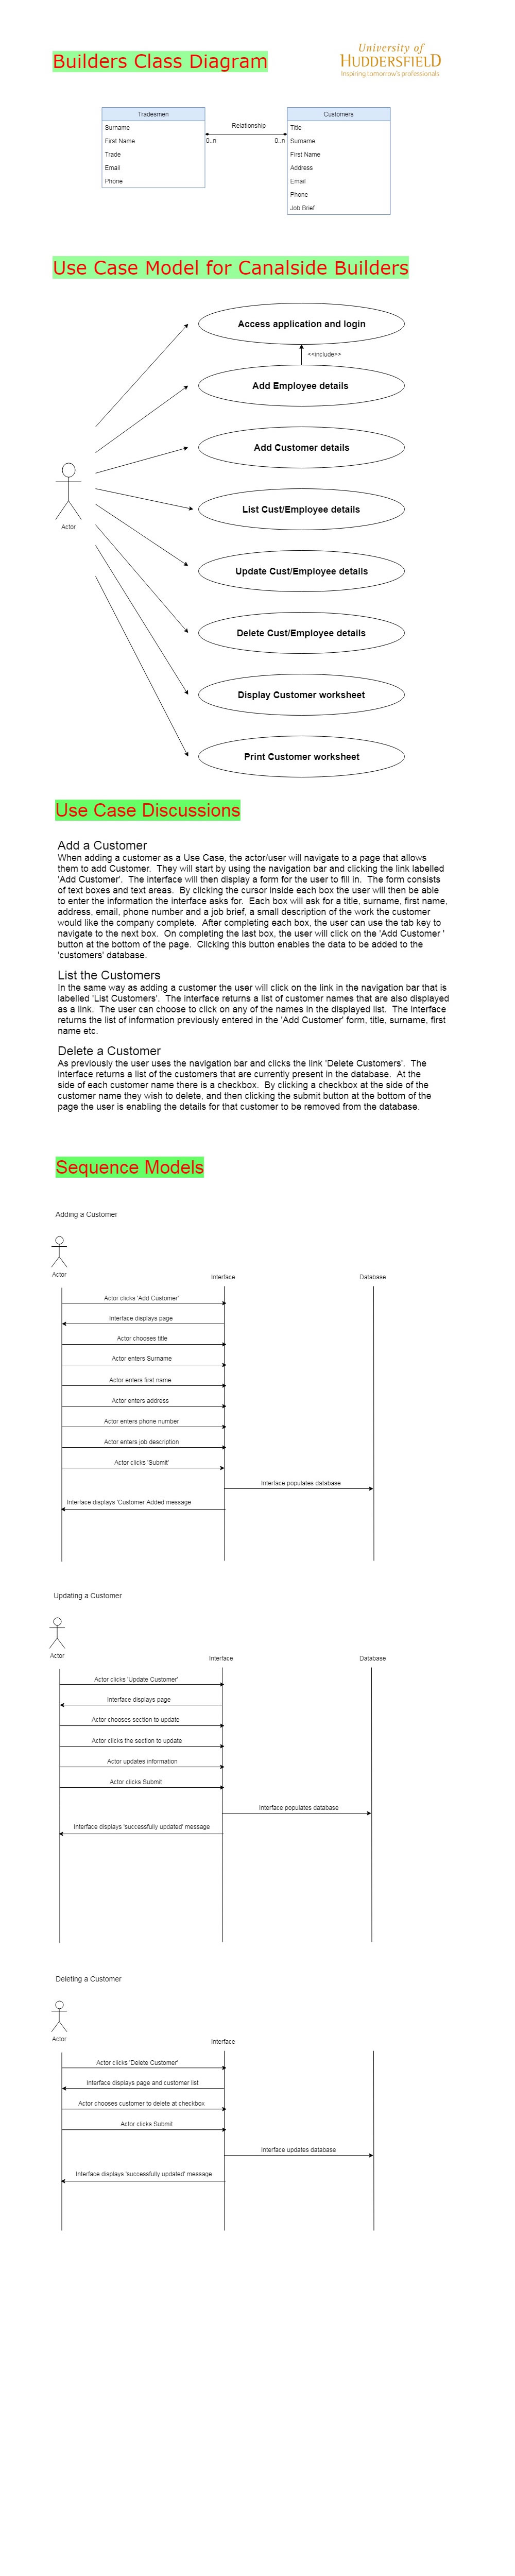 Builders Class Diagram
University of
HUDDERSFIELD
Inspiring tomorrow's professionals
Tradesmen
Surname
First Name
Trade
Email
Phone
Relationship
0..n
0..n
Customers
Title
Surname
First Name
Address
Email
Phone
Job Brief
Use Case Model for Canalside Builders
Access application and login
<<include>>
Add Employee details
Add Customer details
List Cust/Employee details
Actor
Update Cust/Employee details
Delete Cust/Employee details
Display Customer worksheet
Print Customer worksheet
Use Case Discussions
Add a Customer
When adding a customer as a Use Case, the actor/user will navigate to a page that allows
them to add Customer.  They will start by using the navigation bar and clicking the link labelled
'Add Customer'.  The interface will then display a form for the user to fill in.  The form consists
of text boxes and text areas.  By clicking the cursor inside each box the user will then be able
to enter the information the interface asks for.  Each box will ask for a title, surname, first name,
address, email, phone number and a job brief, a small description of the work the customer
would like the company complete.  After completing each box, the user can use the tab key to
navigate to the next box.  On completing the last box, the user will click on the 'Add Customer '
button at the bottom of the page.  Clicking this button enables the data to be added to the
'customers' database.
List the Customers
In the same way as adding a customer the user will click on the link in the navigation bar that is
labelled 'List Customers'.  The interface returns a list of customer names that are also displayed
as a link.  The user can choose to click on any of the names in the displayed list.  The interface
returns the list of information previously entered in the 'Add Customer' form, title, surname, first
name etc.
Delete a Customer
As previously the user uses the navigation bar and clicks the link 'Delete Customers'.  The
interface returns a list of the customers that are currently present in the database.  At the
side of each customer name there is a checkbox.  By clicking a checkbox at the side of the
customer name they wish to delete, and then clicking the submit button at the bottom of the
page the user is enabling the details for that customer to be removed from the database.
Sequence Models
Adding a Customer
Actor
Interface
Database
Actor clicks 'Add Customer'
Interface displays page
Actor chooses title
Actor enters Surname
Actor enters first name
Actor enters address
Actor enters phone number
Actor enters job description
Actor clicks 'Submit'
Interface populates database
Interface displays 'Customer Added message
Updating a Customer
Actor
Interface
Database
Actor clicks 'Update Customer'
Interface displays page
Actor chooses section to update
Actor clicks the section to update
Actor updates information
Actor clicks Submit
Interface populates database
Interface displays 'successfully updated' message
Deleting a Customer
Actor
Interface
Database
Actor clicks 'Delete Customer'
Interface displays page and customer list
Actor chooses customer to delete at checkbox
Actor clicks Submit
Interface updates database
Interface displays 'successfully updated' message